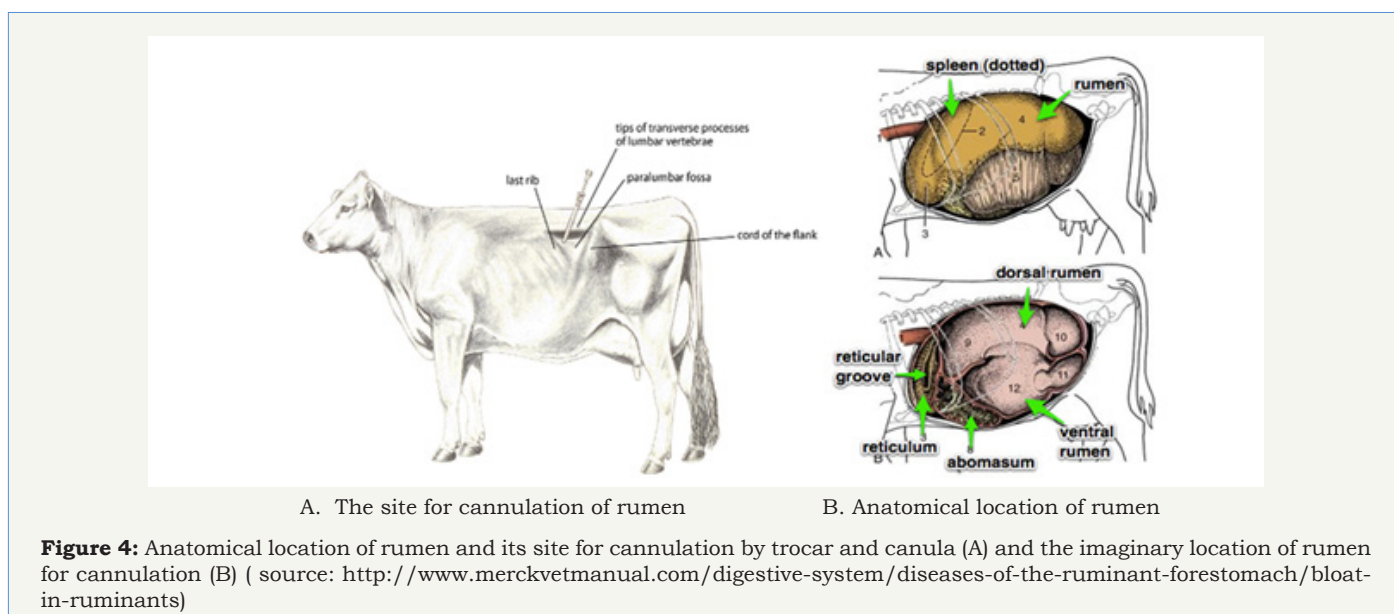 tips of transverse processes
of lumbar vertebrae
last rib
paralumbar fossa
cord of the flank
spleen (dotted)
rumen
1
2
4
3
A
dorsal rumen
9
10
reticular
groove
11
12
reticulum
8
abomasum
ventral
rumen
B
A. The site for cannulation of rumen
B. Anatomical location of rumen
Figure 4: Anatomical location of rumen and its site for cannulation by trocar and canula (A) and the imaginary location of rumen
for cannulation (B) ( source: http://www.merckvetmanual.com/digestive-system/diseases-of-the-ruminant-forestomach/bloat-
in-ruminants)